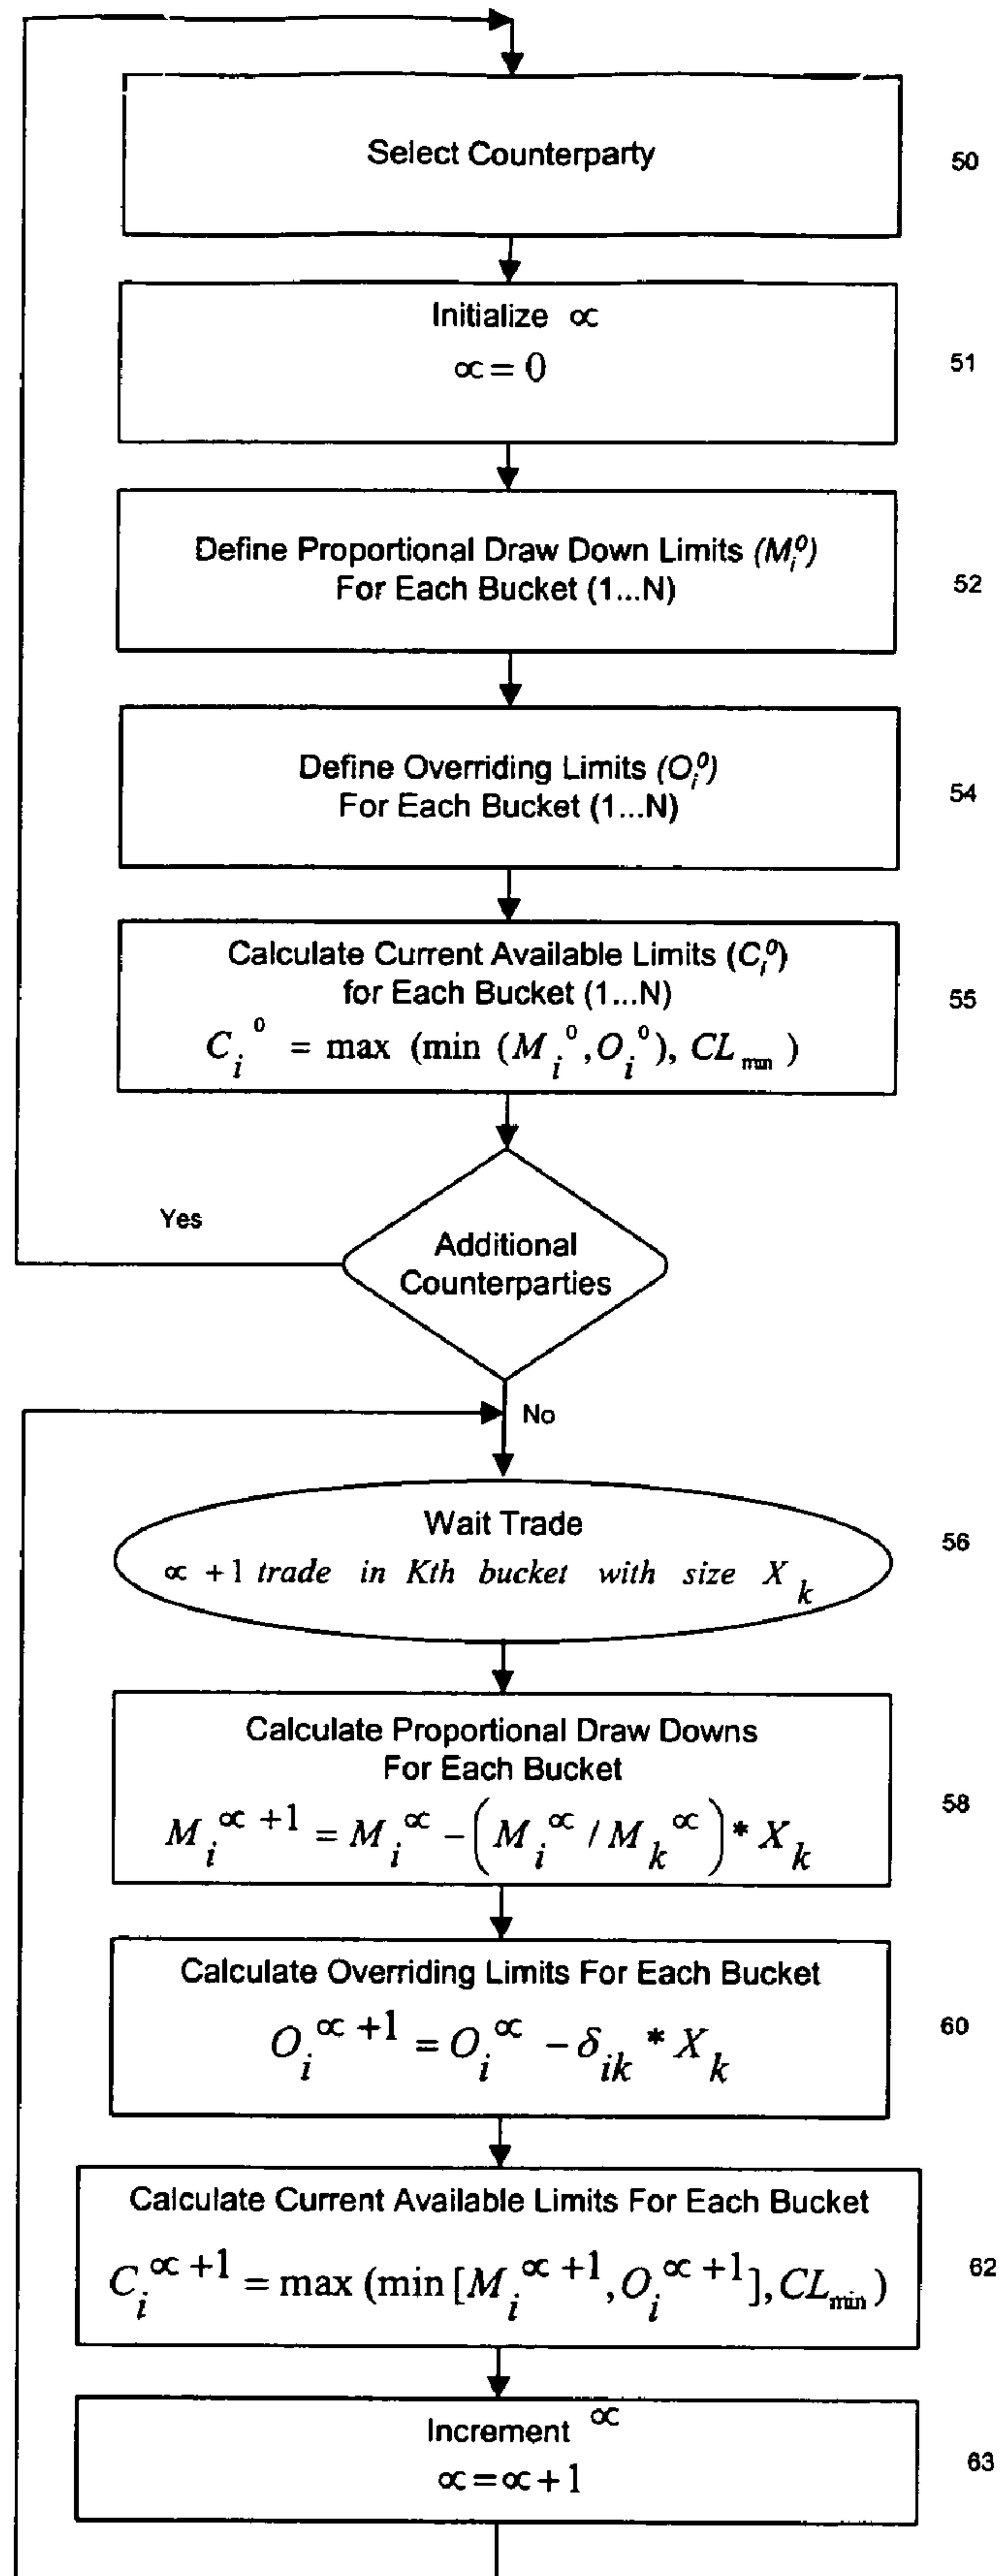 Select Counterparty
50
Initialize ∝
∝ = 0
51
Define Proportional Draw Down Limits (M_i^0)
For Each Bucket (1...N)
52
Define Overriding Limits (O_i^0)
For Each Bucket (1...N)
54
Calculate Current Available Limits (C_i^0)
for Each Bucket (1...N)
C_i^0 = max (min (M_i^0, O_i^0), CL_min)
55
Yes
Additional
Counterparties
No
Wait Trade
∝ +1 trade in Kth bucket with size X_k
56
Calculate Proportional Draw Downs
For Each Bucket
M_i^{∝+1} = M_i^∝ - (M_i^∝ / M_k^∝) * X_k
58
Calculate Overriding Limits For Each Bucket
O_i^{∝+1} = O_i^∝ - δ_ik * X_k
60
Calculate Current Available Limits For Each Bucket
C_i^{∝+1} = max (min [M_i^{∝+1}, O_i^{∝+1}], CL_min)
62
Increment ∝
∝ = ∝ + 1
63